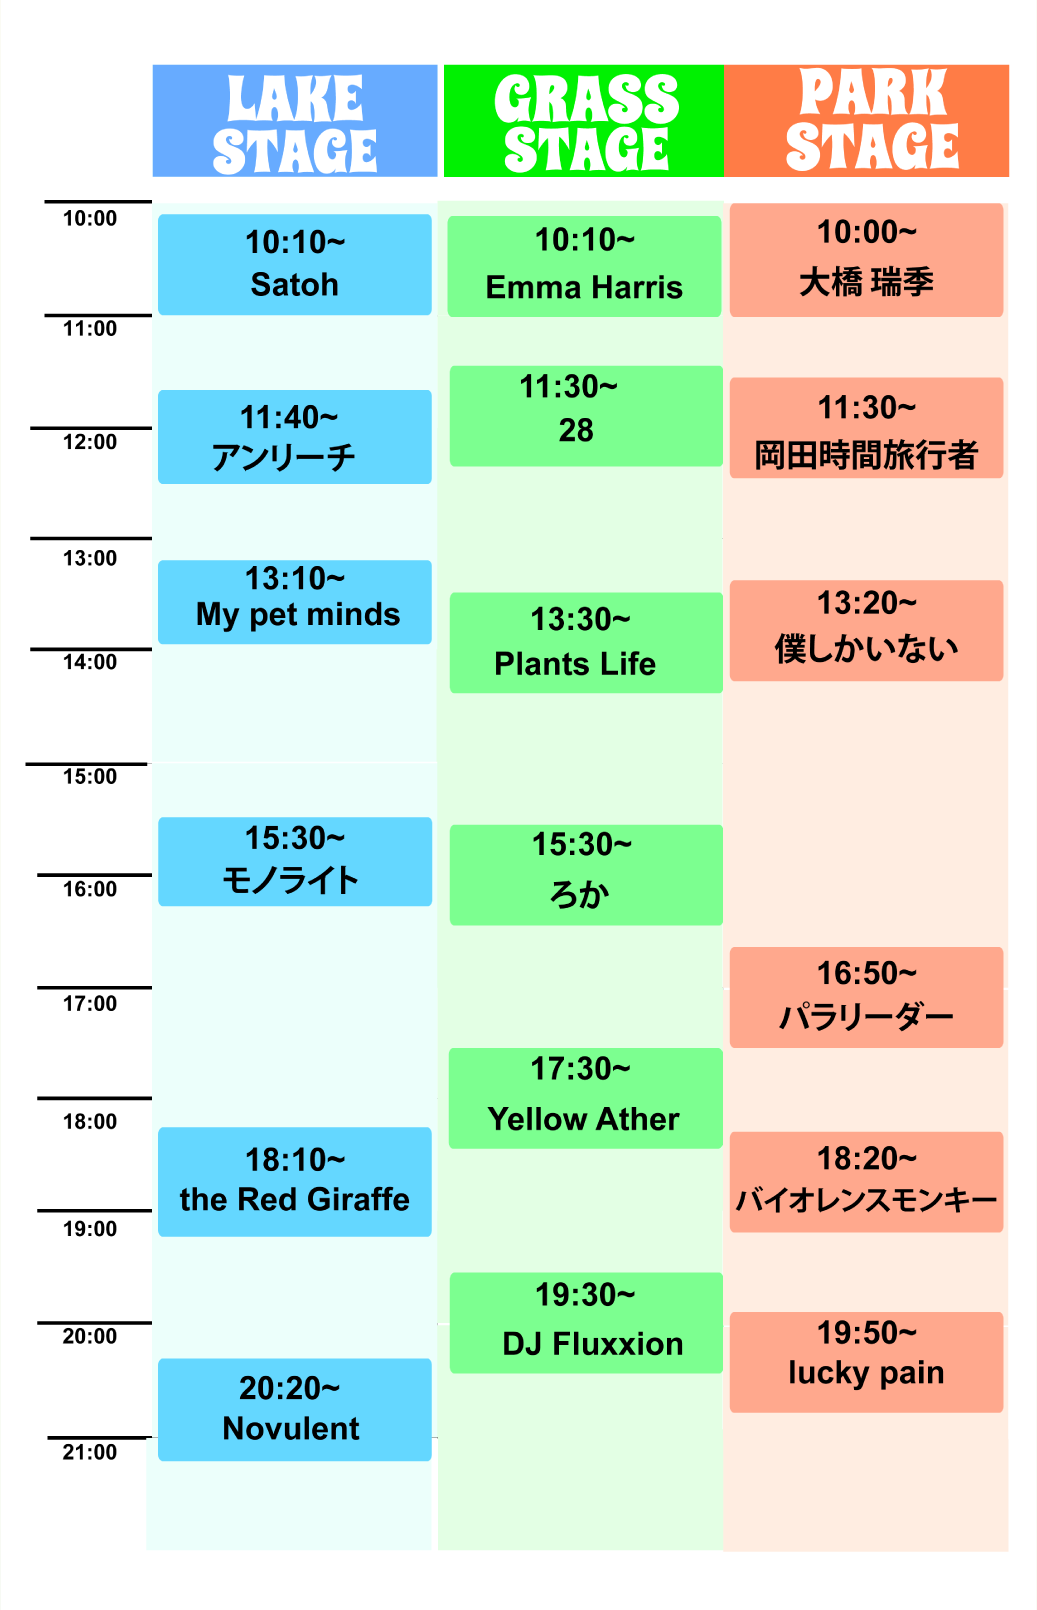 LAKE
STAGE
GRASS
STAGE
PARK
STAGE
10:00
10:10~
Satoh
10:10~
Emma Harris
10:00~
大橋 瑞季
11:00
11:40~
アンリーチ
11:30~
28
11:30~
岡田時間旅行者
12:00
13:00
13:10~
My pet minds
13:30~
Plants Life
13:20~
僕しかいない
14:00
15:00
15:30~
モノライト
15:30~
ろか
16:00
16:50~
パラリーダー
17:00
17:30~
Yellow Ather
18:00
18:10~
the Red Giraffe
18:20~
バイオレンスモンキー
19:00
19:30~
DJ Fluxxion
19:50~
lucky pain
20:00
20:20~
Novulent
21:00